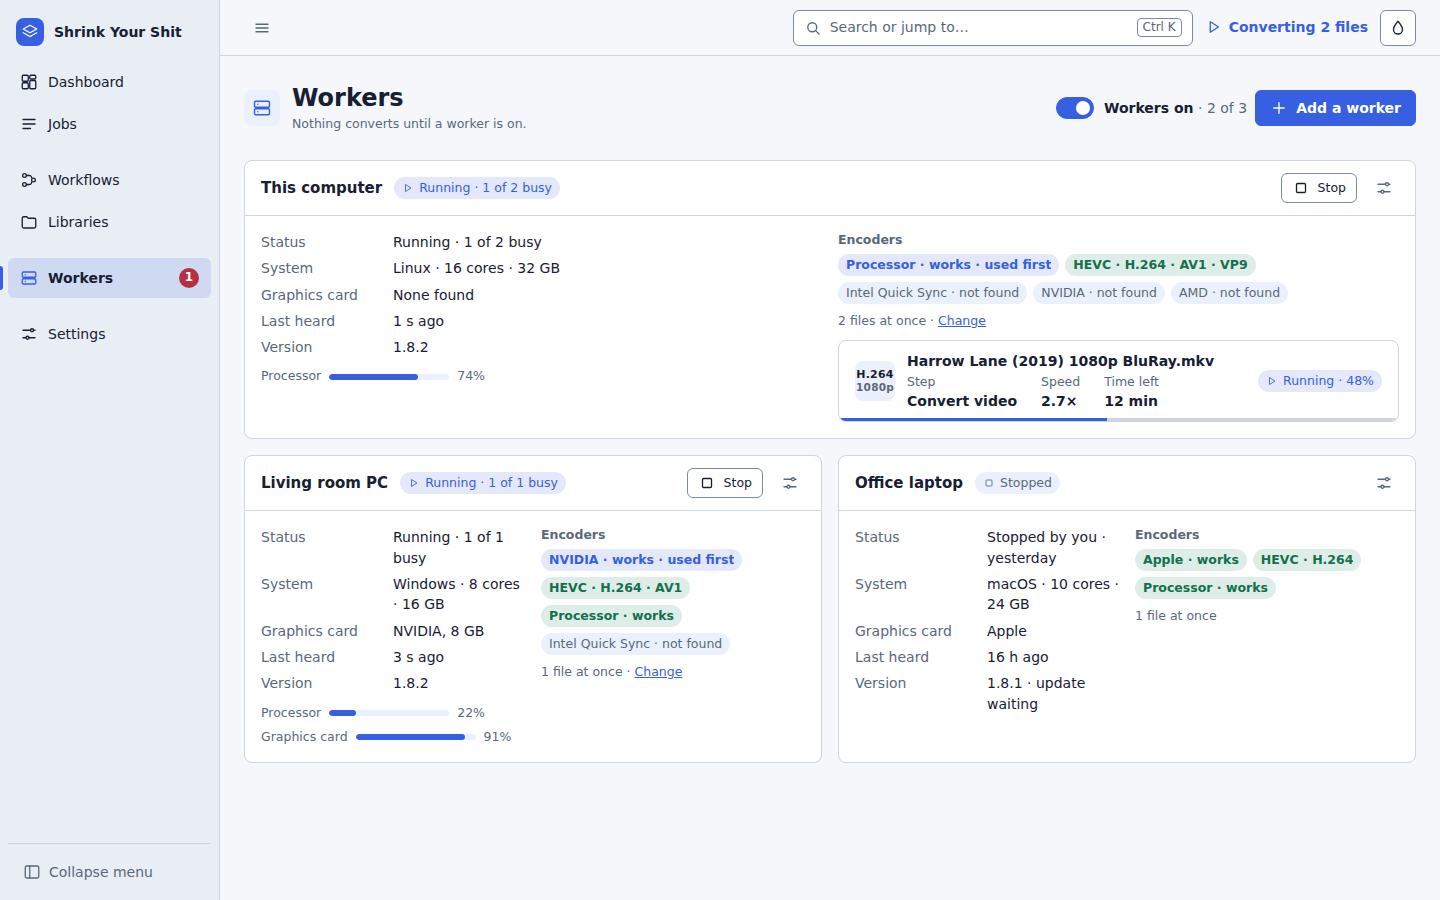 Shrink Your Shit
Dashboard
Jobs
Workflows
Libraries
Workers 1
Settings
Collapse menu
Search or jump to… Ctrl K
Converting 2 files
Workers
Nothing converts until a worker is on.
Workers on · 2 of 3
Add a worker
This computer Running · 1 of 2 busy
Stop
Status Running · 1 of 2 busy
System Linux · 16 cores · 32 GB
Graphics card None found
Last heard 1 s ago
Version 1.8.2
Processor 74%
Encoders
Processor · works · used first HEVC · H.264 · AV1 · VP9
Intel Quick Sync · not found NVIDIA · not found AMD · not found
2 files at once · Change
H.264
1080p
Harrow Lane (2019) 1080p BluRay.mkv
Step Speed Time left
Convert video 2.7× 12 min
Running · 48%
Living room PC Running · 1 of 1 busy
Stop
Status Running · 1 of 1
busy
System Windows · 8 cores
· 16 GB
Graphics card NVIDIA, 8 GB
Last heard 3 s ago
Version 1.8.2
Processor 22%
Graphics card 91%
Encoders
NVIDIA · works · used first
HEVC · H.264 · AV1
Processor · works
Intel Quick Sync · not found
1 file at once · Change
Office laptop Stopped
Status Stopped by you ·
yesterday
System macOS · 10 cores ·
24 GB
Graphics card Apple
Last heard 16 h ago
Version 1.8.1 · update
waiting
Encoders
Apple · works HEVC · H.264
Processor · works
1 file at once